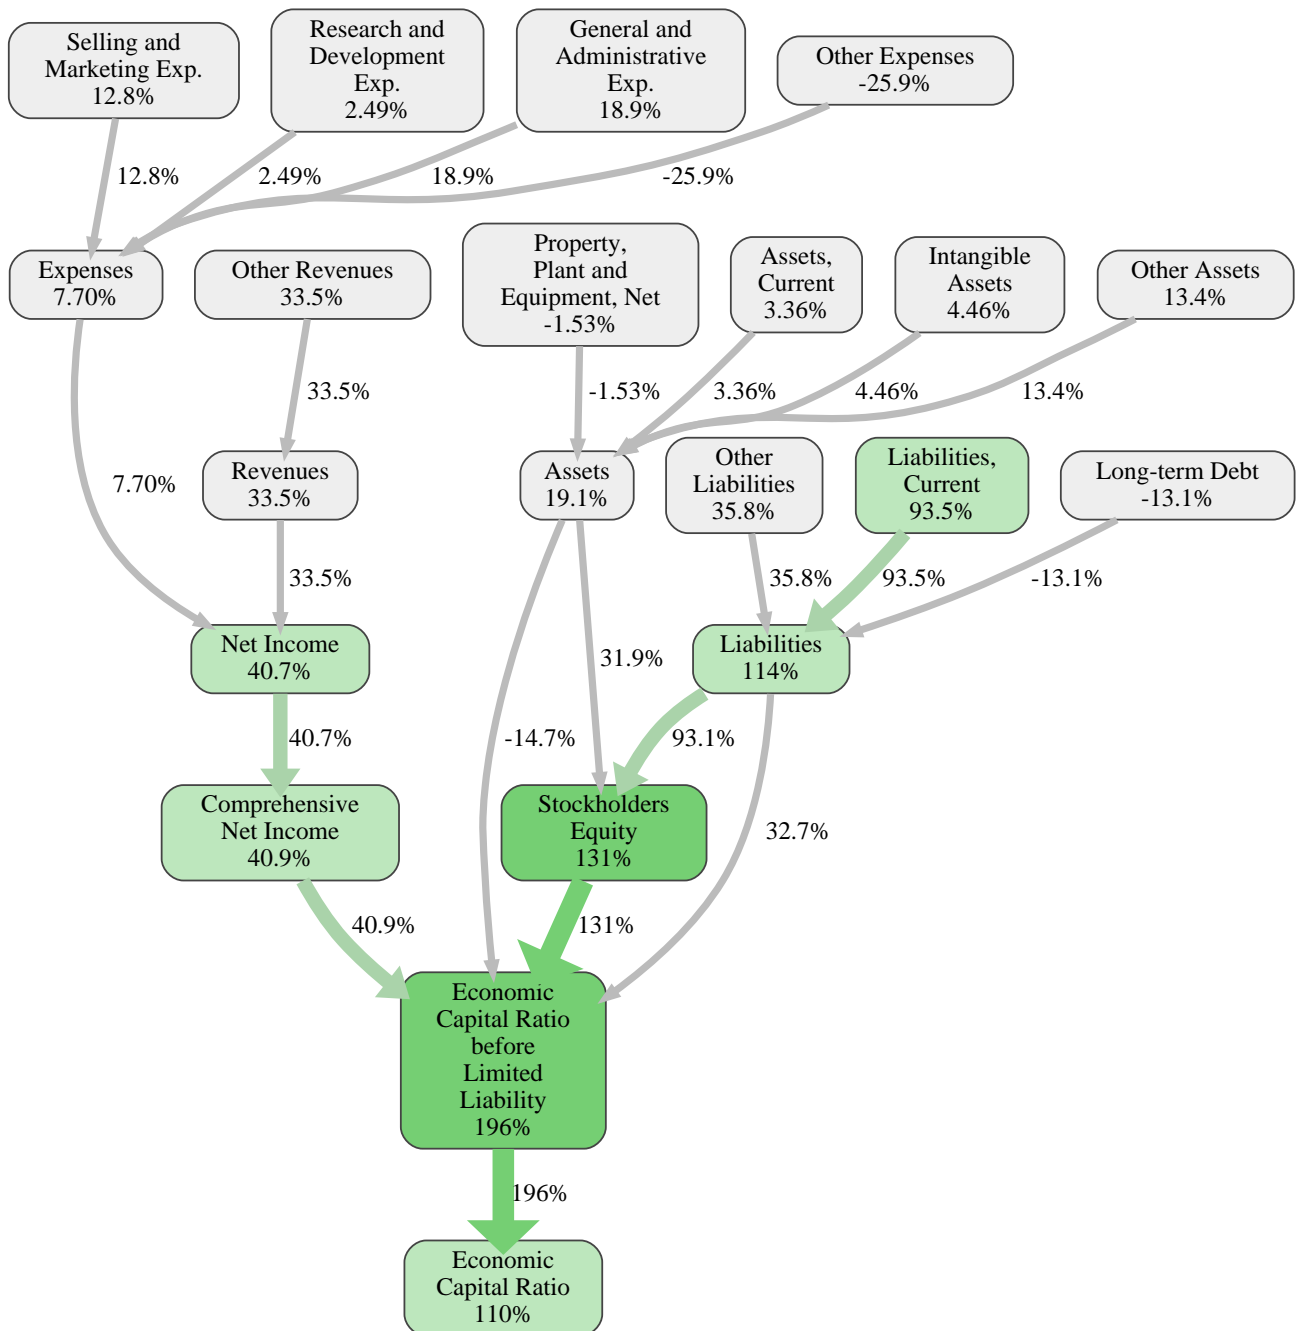 Selling and
Marketing Exp.
12.8%
Research and
Development
Exp.
2.49%
General and
Administrative
Exp.
18.9%
Other Expenses
-25.9%
12.8%
2.49%
18.9%
-25.9%
Expenses
7.70%
Other Revenues
33.5%
Property,
Plant and
Equipment, Net
-1.53%
Assets,
Current
3.36%
Intangible
Assets
4.46%
Other Assets
13.4%
33.5%
-1.53%
3.36%
4.46%
13.4%
7.70%
Revenues
33.5%
Assets
19.1%
Other
Liabilities
35.8%
Liabilities,
Current
93.5%
Long-term Debt
-13.1%
33.5%
35.8%
93.5%
-13.1%
Net Income
40.7%
31.9%
Liabilities
114%
40.7%
-14.7%
93.1%
Comprehensive
Net Income
40.9%
Stockholders
Equity
131%
32.7%
40.9%
131%
Economic
Capital Ratio
before
Limited
Liability
196%
196%
Economic
Capital Ratio
110%